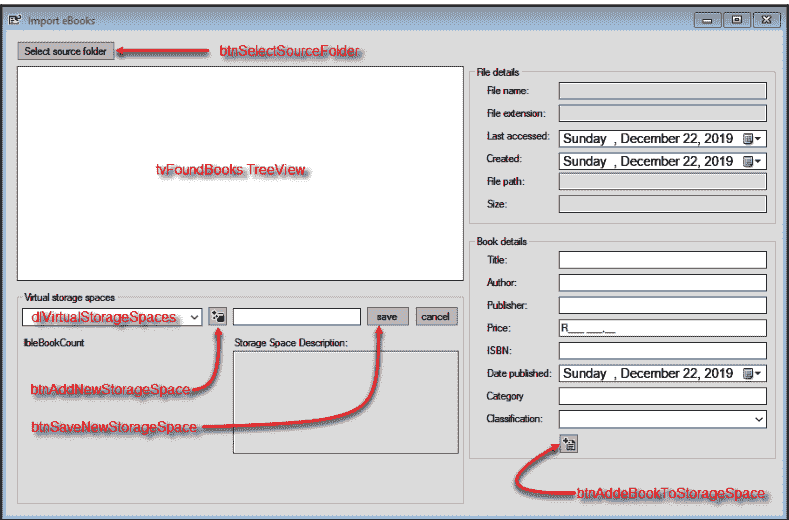 Import eBooks
Select source folder
btnSelectSourceFolder
tvFoundBooks TreeView
File details
File name:
File extension:
Last accessed: Sunday , December 22, 2019
Created: Sunday , December 22, 2019
File path:
Size:
Virtual storage spaces
dlVirtualStorageSpaces
save
cancel
lbleBookCount
Storage Space Description:
btnAddNewStorageSpace
btnSaveNewStorageSpace
Book details
Title:
Author:
Publisher:
Price: R___ ___.__
ISBN:
Date published: Sunday , December 22, 2019
Category
Classification:
btnAddeBookToStorageSpace